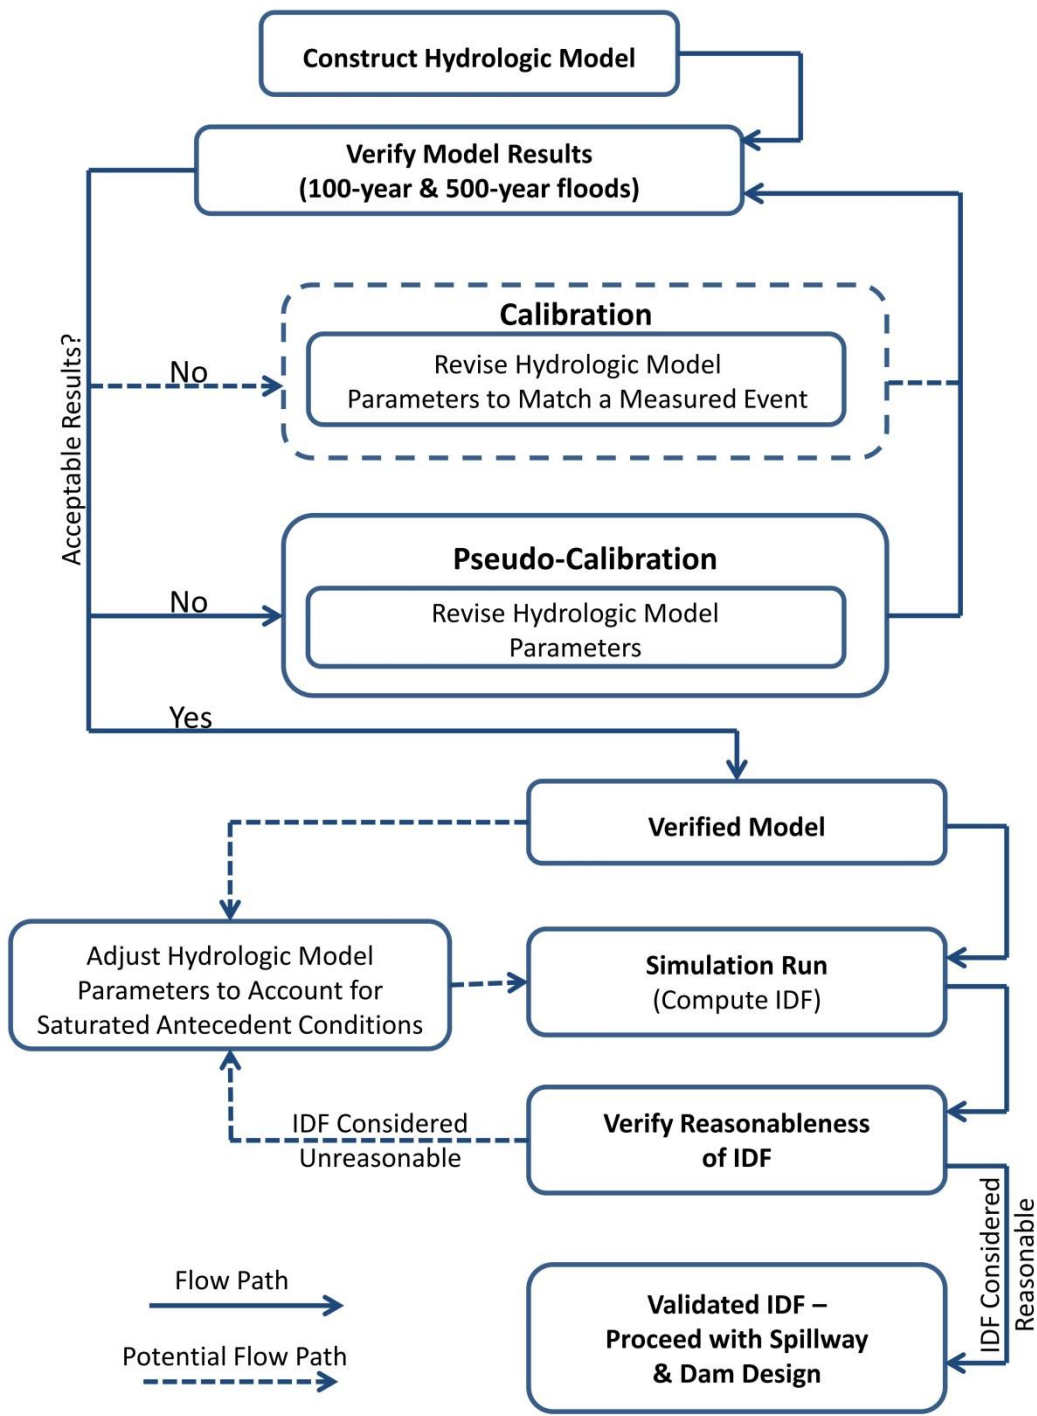 Construct Hydrologic Model
Verify Model Results
(100-year & 500-year floods)
Acceptable Results?
No
Calibration
Revise Hydrologic Model
Parameters to Match a Measured Event
No
Pseudo-Calibration
Revise Hydrologic Model
Parameters
Yes
Verified Model
Adjust Hydrologic Model
Parameters to Account for
Saturated Antecedent Conditions
Simulation Run
(Compute IDF)
IDF Considered
Unreasonable
Verify Reasonableness
of IDF
IDF Considered
Reasonable
Flow Path
Potential Flow Path
Validated IDF –
Proceed with Spillway
& Dam Design